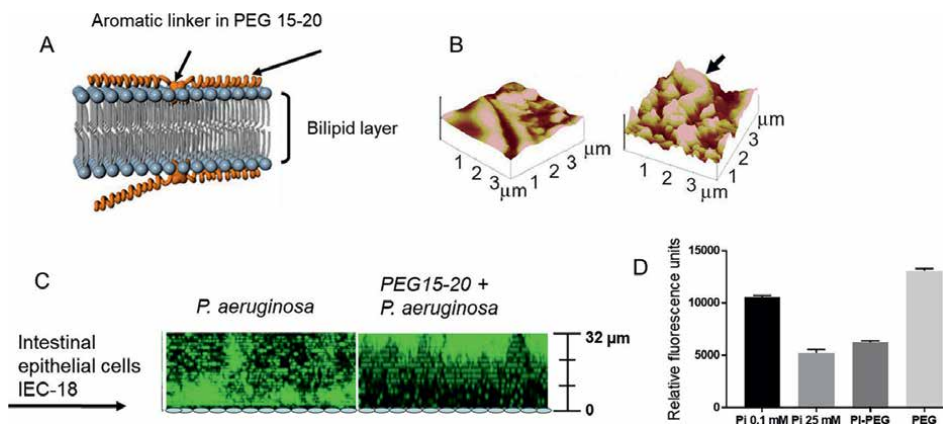 Aromatic linker in PEG 15-20
A
B
Bilipid layer
1
2
3
μm
μm
1
2
3
μm
μm
1
2
3
1
2
3
C
P. aeruginosa
PEG15-20 +
P. aeruginosa
Intestinal
epithelial cells
IEC-18
32 μm
0
D
Relative fluorescence units
15000
10000
5000
0
Pi 0.1 mM
Pi 25 mM
PI-PEG
PEG